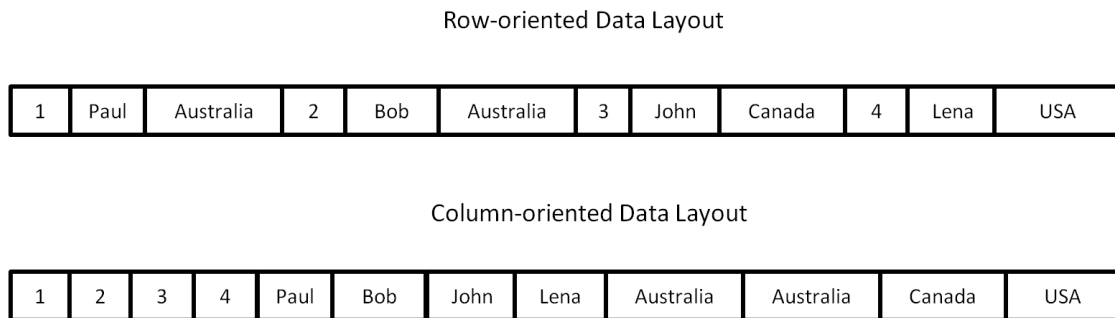 Row-oriented Data Layout
1 Paul Australia 2 Bob Australia 3 John Canada 4 Lena USA
Column-oriented Data Layout
1 2 3 4 Paul Bob John Lena Australia Australia Canada USA